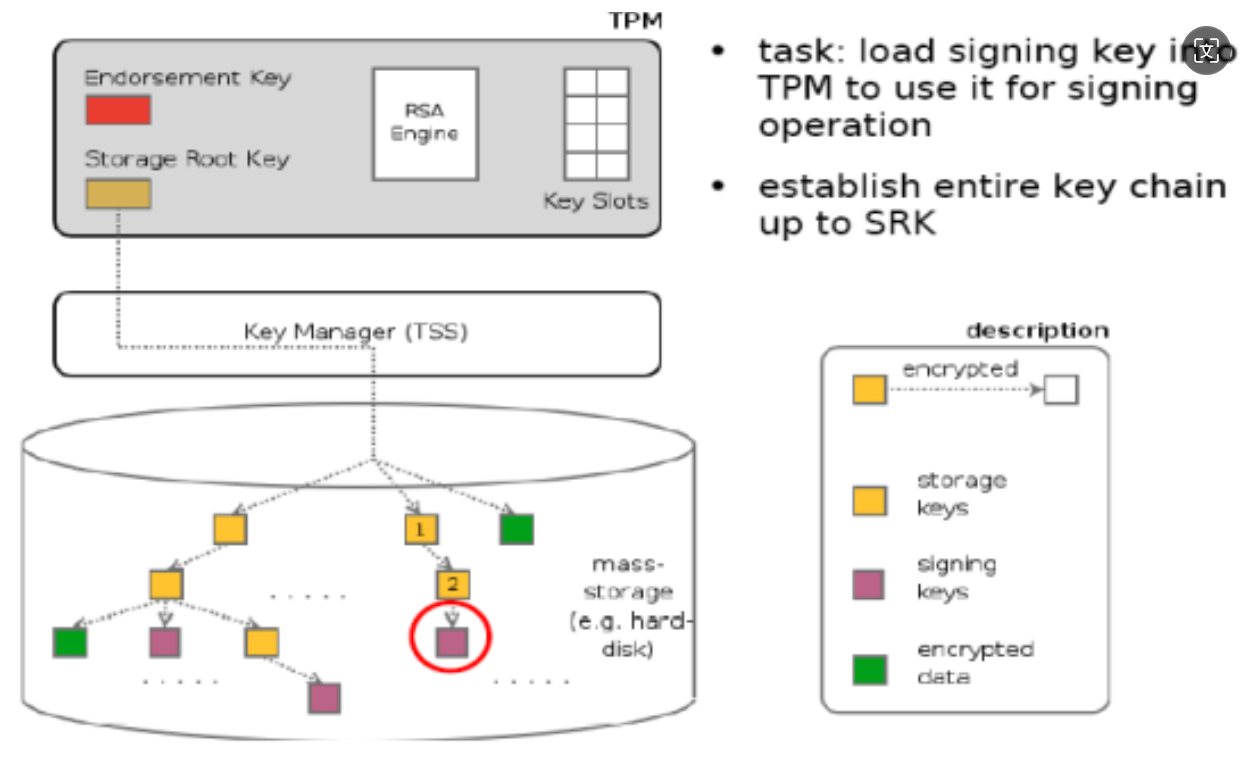 TPM
Endorsement Key
RSA
Engine
Storage Root Key
Key Slots
• task: load signing key into
TPM to use it for signing
operation
• establish entire key chain
up to SRK
Key Manager (TSS)
description
encrypted
storage
keys
signing
keys
encrypted
data
1
2
. . . . .
mass-
storage
(e.g. hard-
disk)
. . . . .
. . . . .